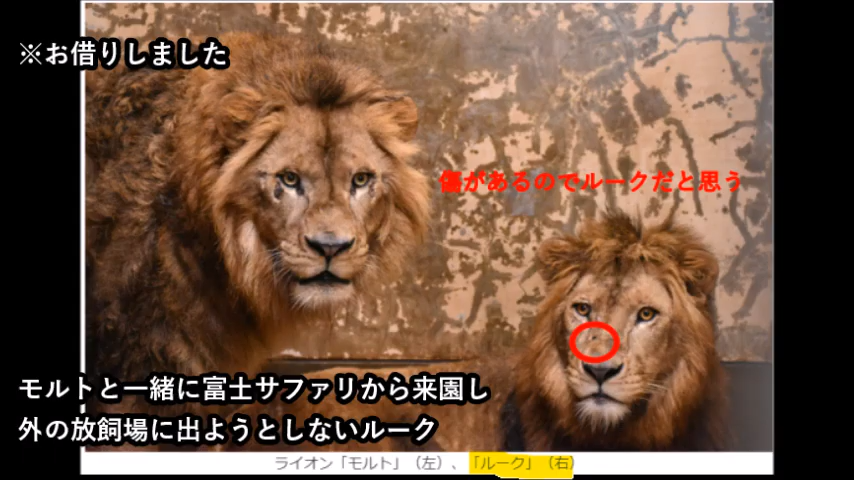 ※お借りしました
傷があるのでルークだと思う
モルトと一緒に富士サファリから来園し
外の放飼場に出ようとしないルーク
ライオン「モルト」（左）、「ルーク」（右）